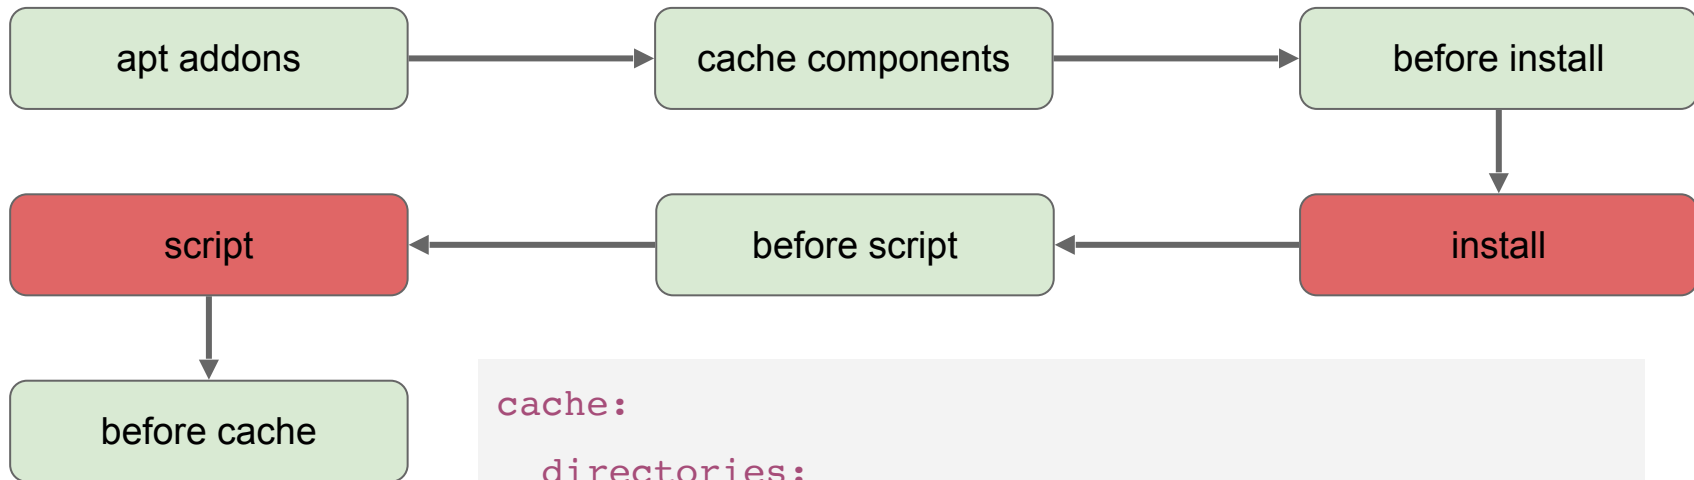 apt addons
cache components
before install
script
before script
install
before cache
cache:
directories: